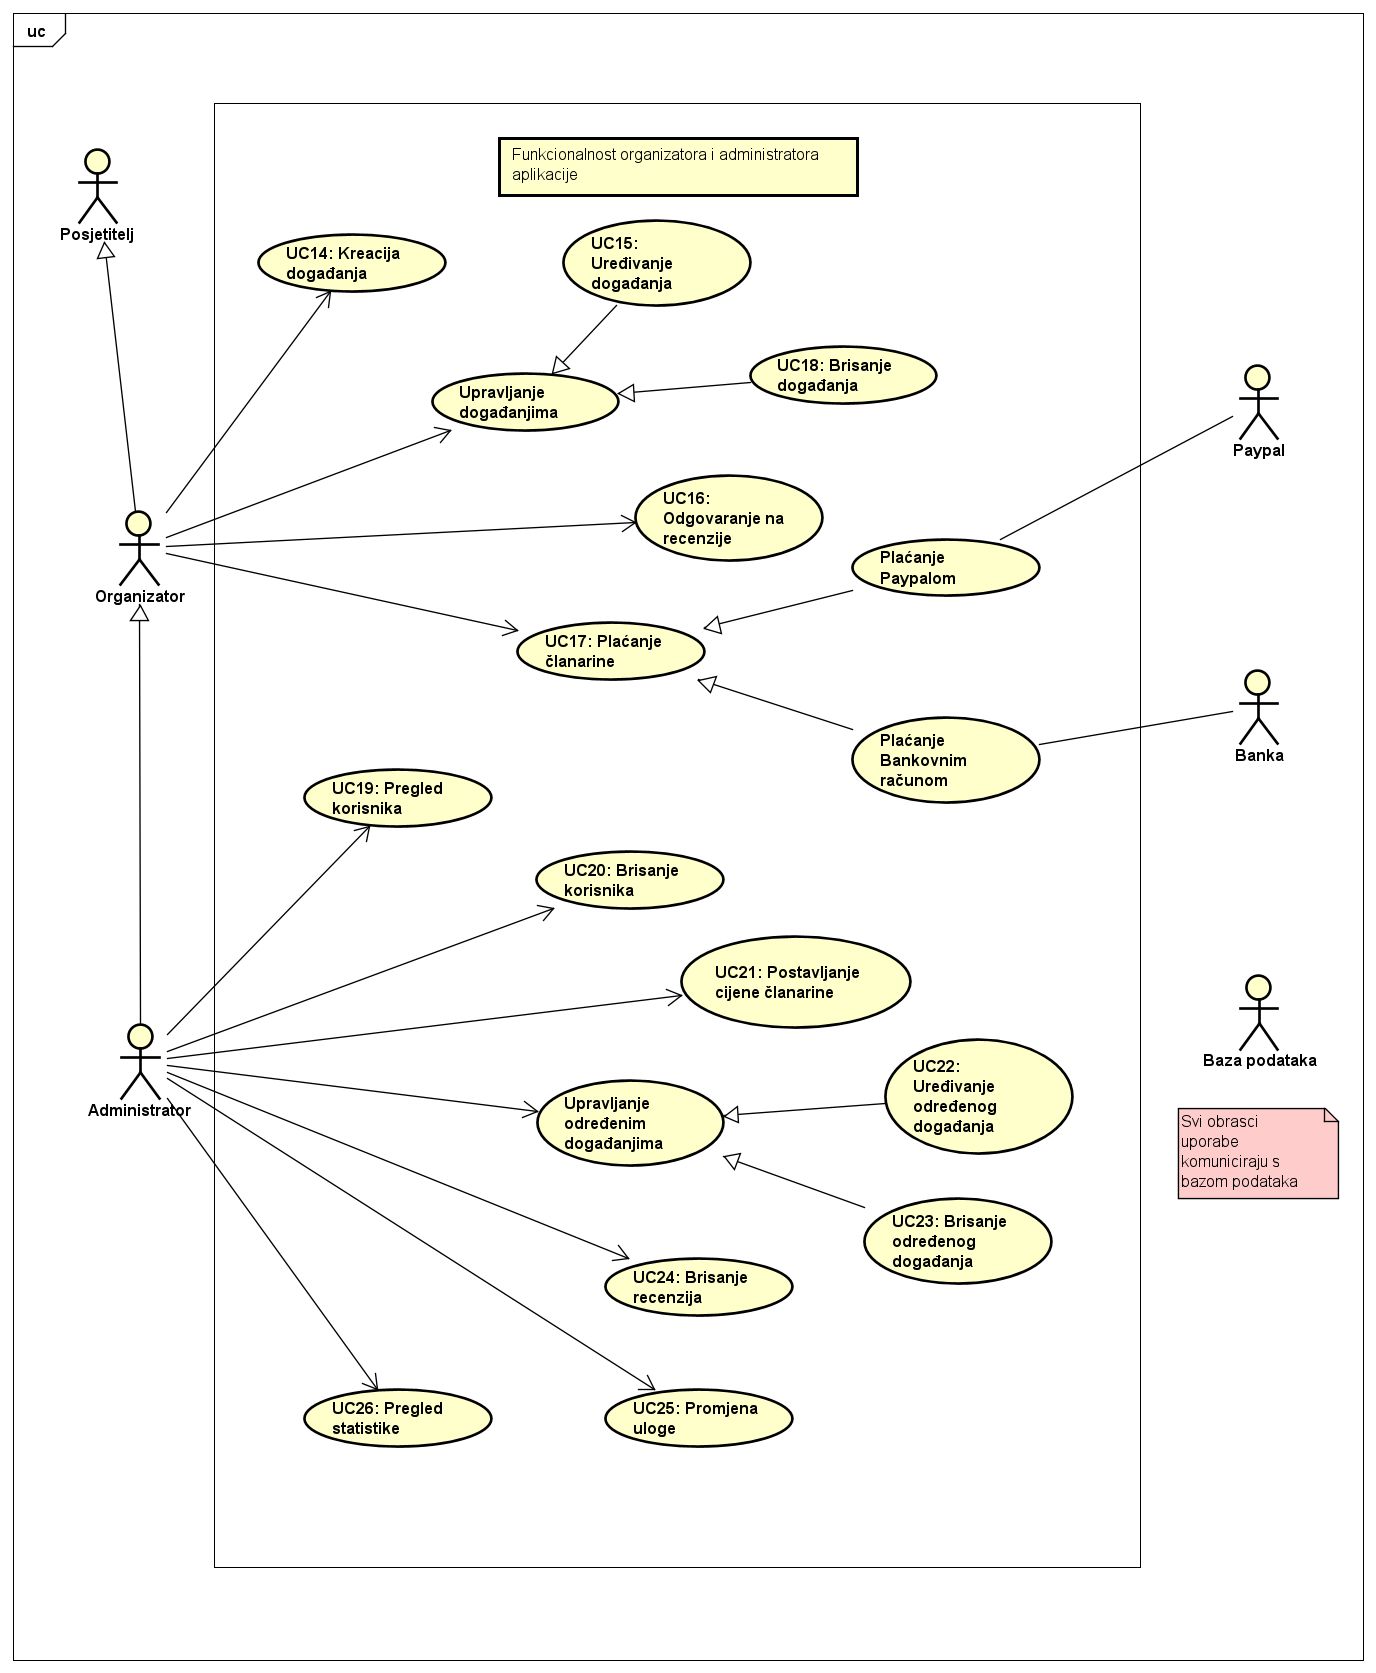 uc
Funkcionalnost organizatora i administratora
aplikacije
Posjetitelj
UC14: Kreacija
događanja
UC15:
Uređivanje
događanja
UC18: Brisanje
događanja
Upravljanje
događanjima
Paypal
UC16:
Odgovaranje na
recenzije
Plaćanje
Paypalom
Organizator
UC17: Plaćanje
članarine
Plaćanje
Bankovnim
računom
Banka
UC19: Pregled
korisnika
UC20: Brisanje
korisnika
UC21: Postavljanje
cijene članarine
Baza podataka
Administrator
UC22:
Uređivanje
određenog
događanja
Upravljanje
određenim
događanjima
Svi obrasci
uporabe
komuniciraju s
bazom podataka
UC23: Brisanje
određenog
događanja
UC24: Brisanje
recenzija
UC26: Pregled
statistike
UC25: Promjena
uloge